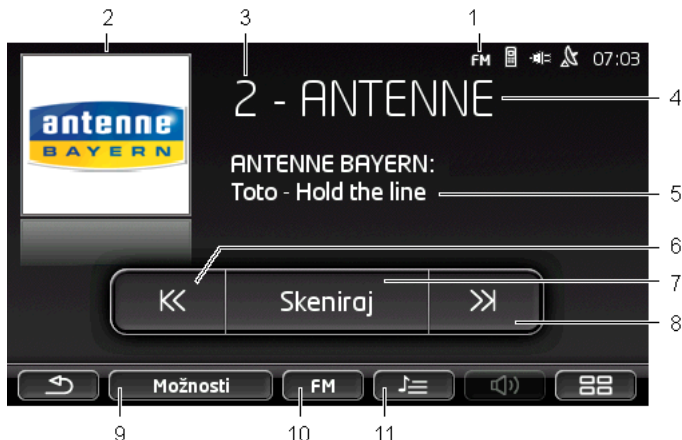 2 3 1
FM 07:03
2 - ANTENNE
4
antenne
BAYERN
ANTENNE BAYERN:
Toto - Hold the line
5
6
Skeniraj
7
8
Možnosti FM
9 10 11